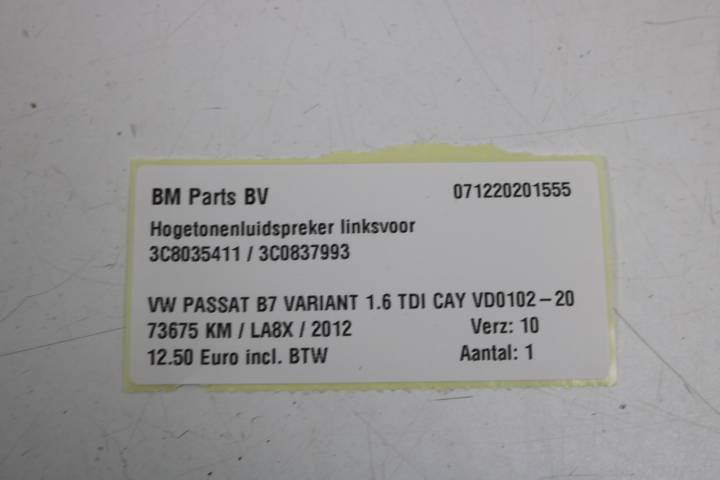 BM Parts BV 071220201555
Hogetonenluidspreker linksvoor
3C8035411 / 3C0837993
VW PASSAT B7 VARIANT 1.6 TDI CAY VD0102-20
73675 KM / LA8X / 2012 Verz: 10
12.50 Euro incl. BTW Aantal: 1